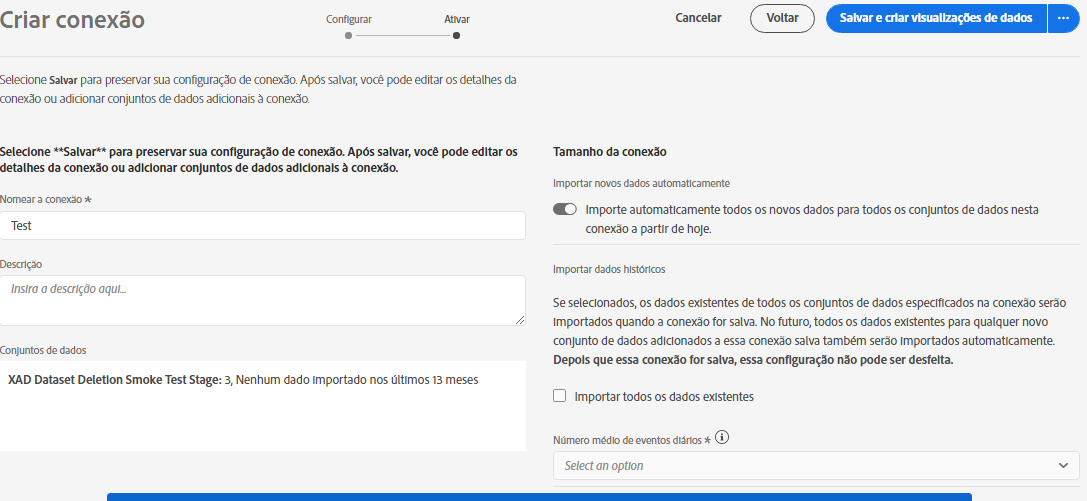 Criar conexão
Configurar
Ativar
Cancelar
Voltar
Salvar e criar visualizações de dados
...
Selecione Salvar para preservar sua configuração de conexão. Após salvar, você pode editar os detalhes da
conexão ou adicionar conjuntos de dados adicionais à conexão.
Selecione **Salvar** para preservar sua configuração de conexão. Após salvar, você pode editar os
detalhes da conexão ou adicionar conjuntos de dados adicionais à conexão.
Nomear a conexão *
Test
Descrição
Insira a descrição aqui...
Conjuntos de dados
XAD Dataset Deletion Smoke Test Stage: 3, Nenhum dado importado nos últimos 13 meses
Tamanho da conexão
Importar novos dados automaticamente
Importe automaticamente todos os novos dados para todos os conjuntos de dados nesta
conexão a partir de hoje.
Importar dados históricos
Se selecionados, os dados existentes de todos os conjuntos de dados especificados na conexão serão
importados quando a conexão for salva. No futuro, todos os dados existentes para qualquer novo
conjunto de dados adicionados a essa conexão salva também serão importados automaticamente.
Depois que essa conexão for salva, essa configuração não pode ser desfeita.
Importar todos os dados existentes
Número médio de eventos diários *
Select an option